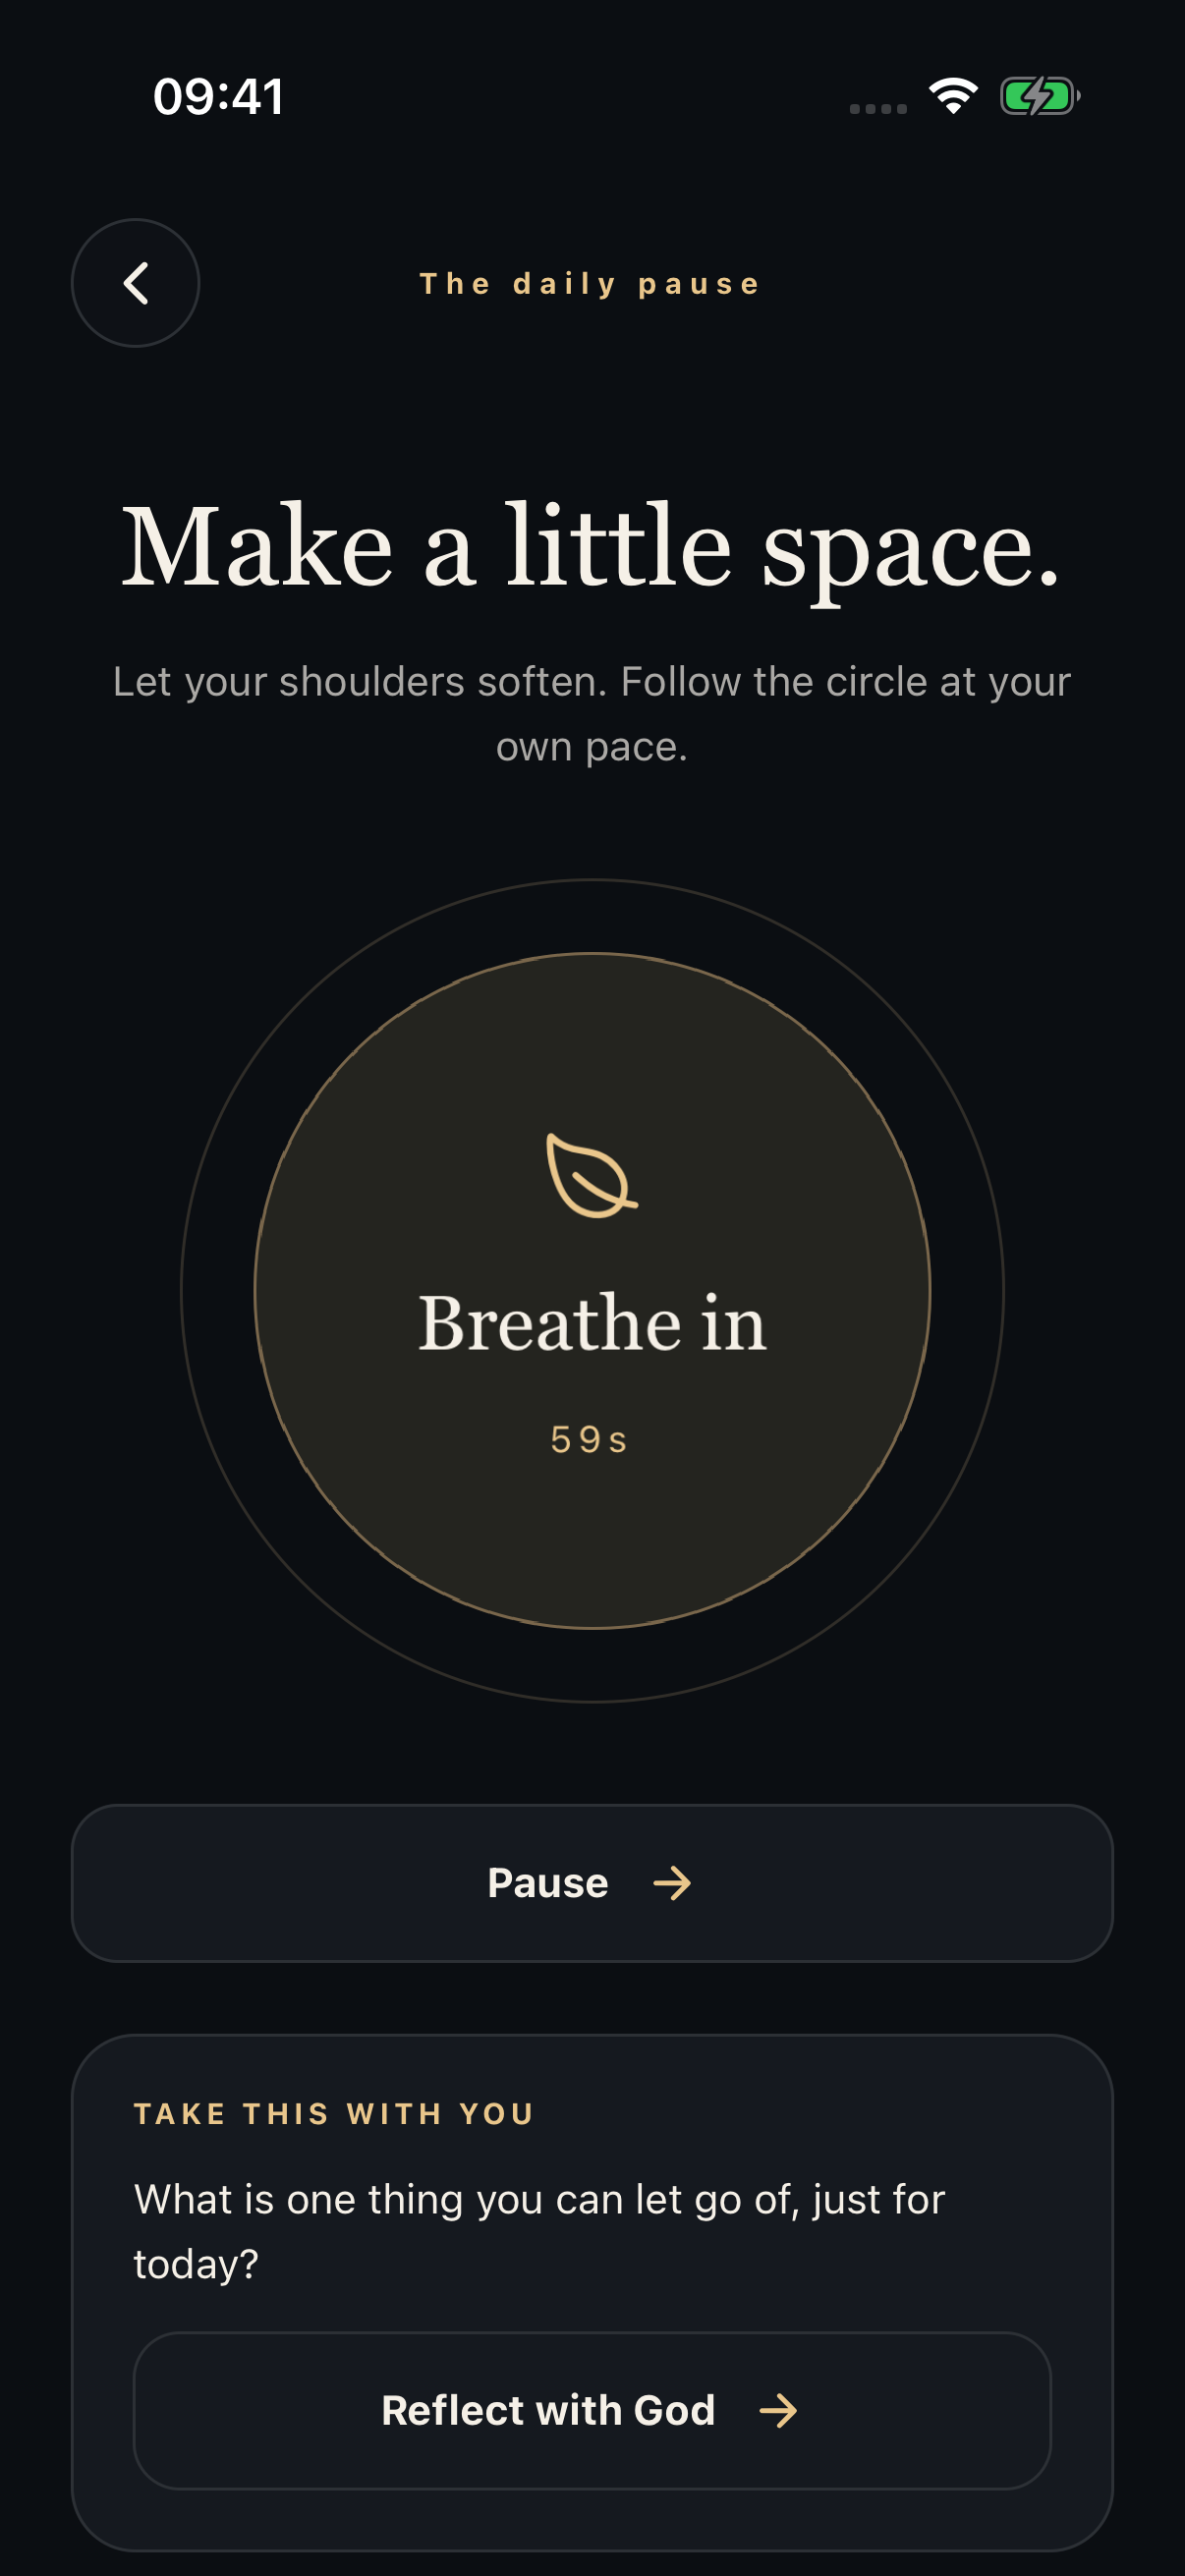 09:41
The daily pause
Make a little space.
Let your shoulders soften. Follow the circle at your
own pace.
Breathe in
59s
Pause
TAKE THIS WITH YOU
What is one thing you can let go of, just for
today?
Reflect with God